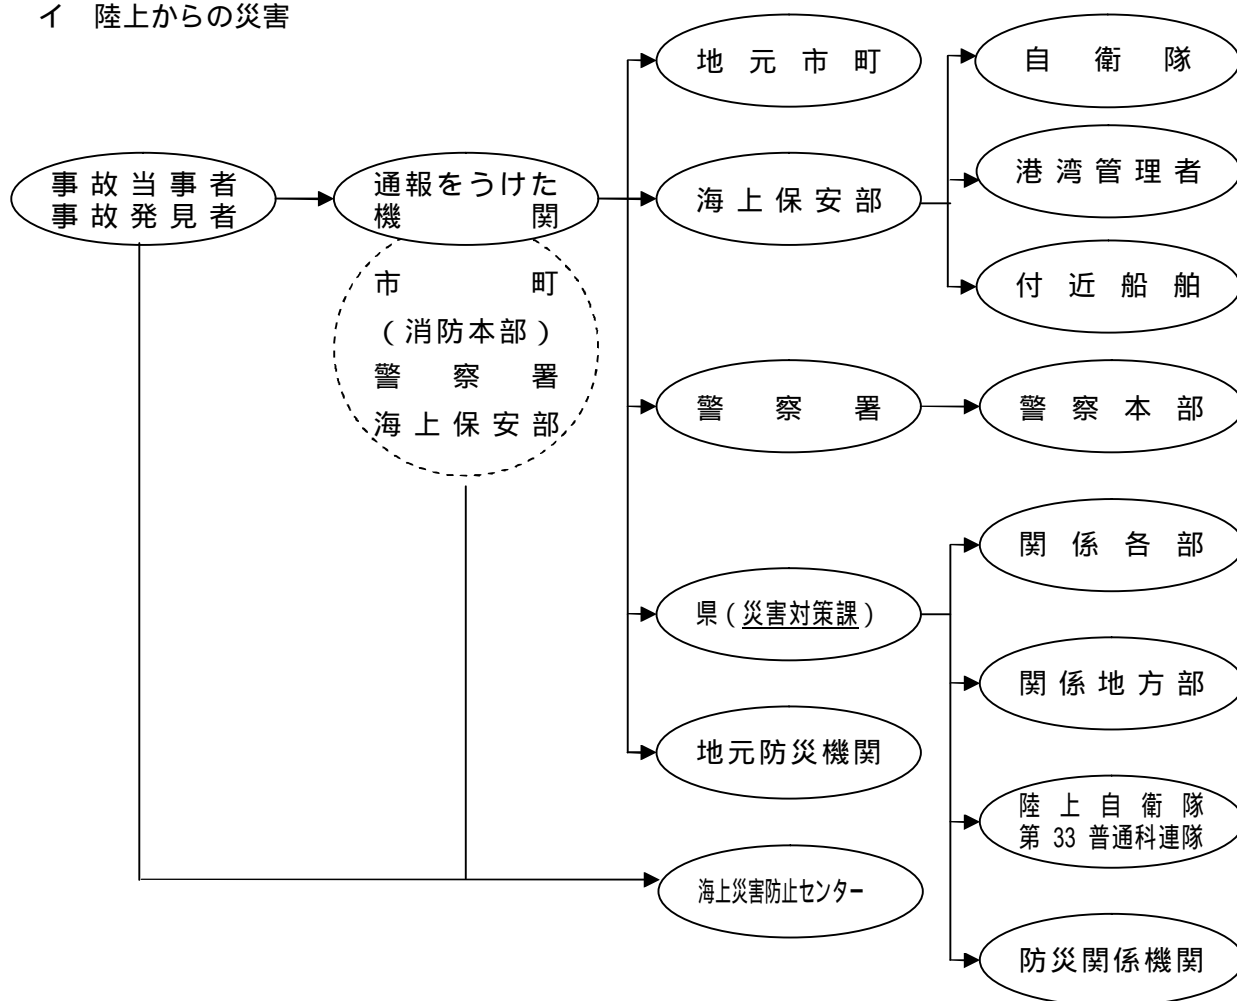 イ 陸上からの災害
事故当事者
事故発見者
通報をうけた
機関
市町
（消防本部）
警察署
海上保安部
地元市町
海上保安部
警察署
県（災害対策課）
地元防災機関
海上災害防止センター
自衛隊
港湾管理者
付近船舶
警察本部
関係各部
関係地方部
陸上自衛隊
第 33 普通科連隊
防災関係機関